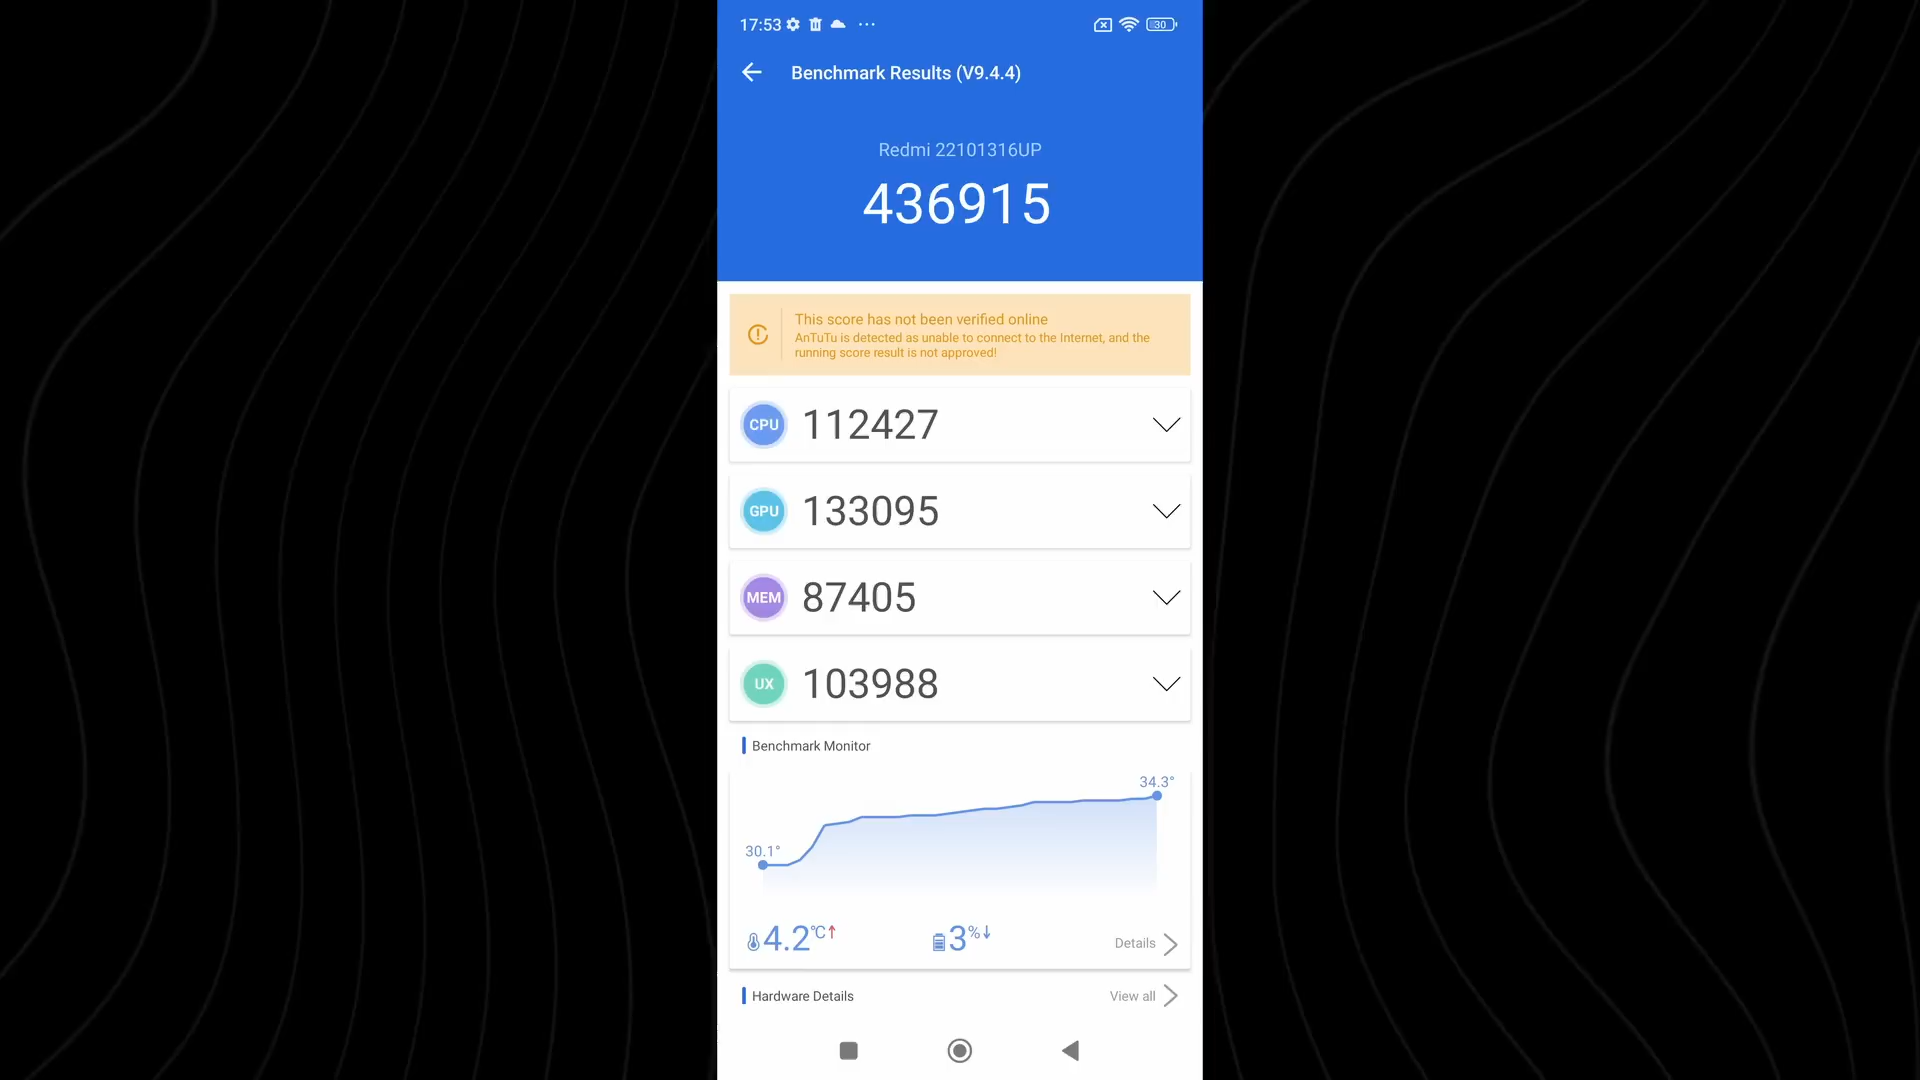 17:53
30
Benchmark Results (V9.4.4)
Redmi 22101316UP
436915
This score has not been verified online
AnTuTu is detected as unable to connect to the Internet, and the
running score result is not approved!
CPU 112427
GPU 133095
MEM 87405
UX 103988
Benchmark Monitor
34.3°
30.1°
4.2°C↑ 3%↓ Details
Hardware Details View all